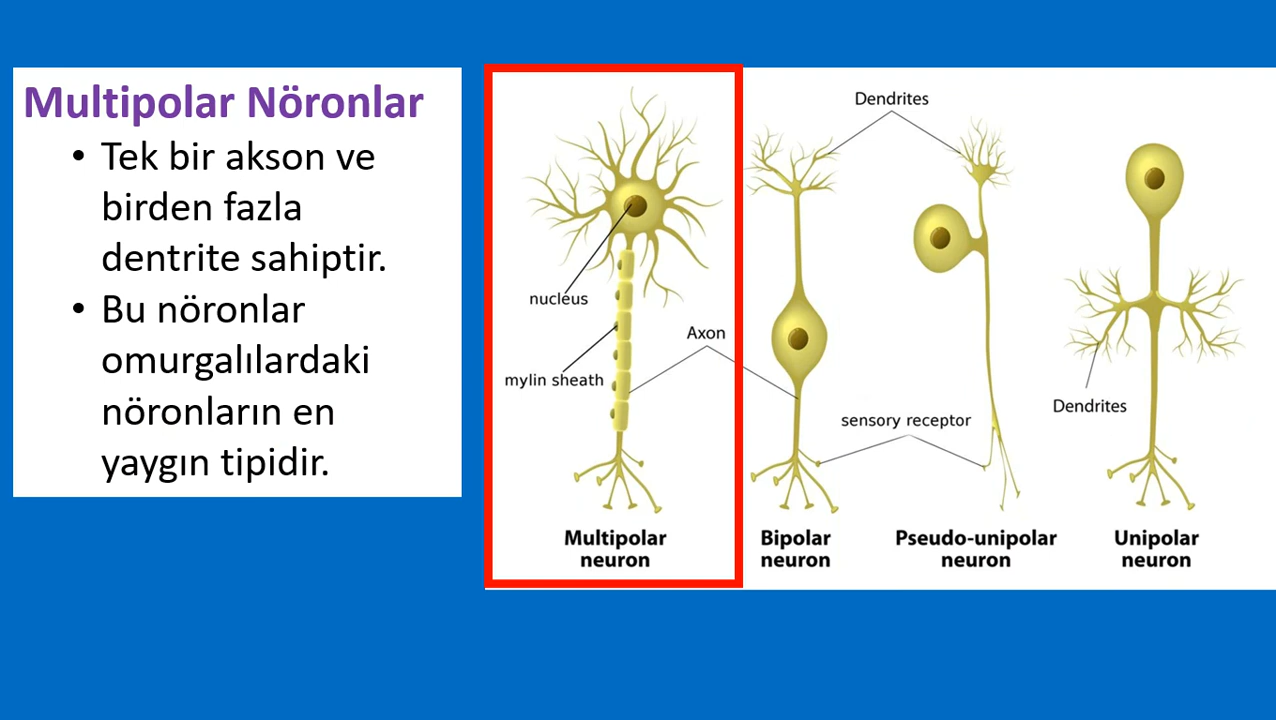 Multipolar Nöronlar
• Tek bir akson ve
birden fazla
dentrite sahiptir.
• Bu nöronlar
omurgalılardaki
nöronların en
yaygın tipidir.
Dendrites
nucleus
Axon
mylin sheath
sensory receptor
Dendrites
Multipolar
neuron
Bipolar
neuron
Pseudo-unipolar
neuron
Unipolar
neuron